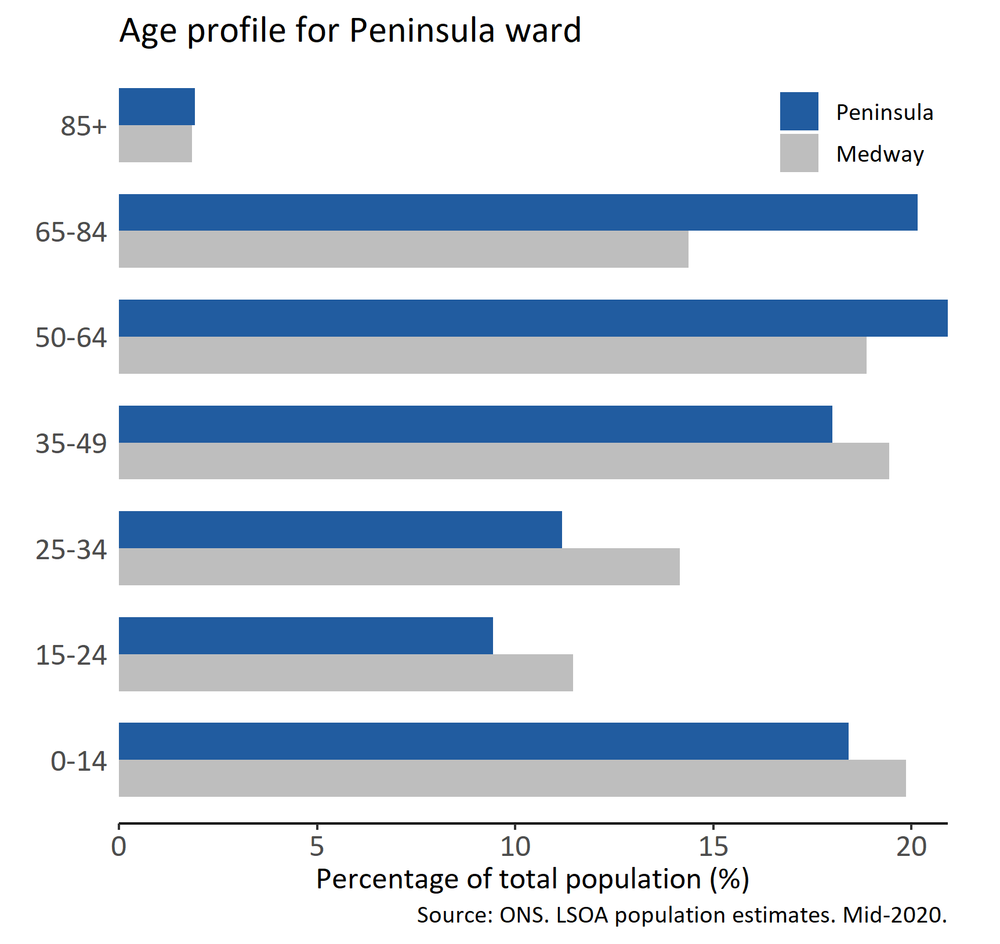 Age profile for Peninsula ward
Peninsula
Medway
85+
65-84
50-64
35-49
25-34
15-24
0-14
0 5 10 15 20
Percentage of total population (%)
Source: ONS. LSOA population estimates. Mid-2020.